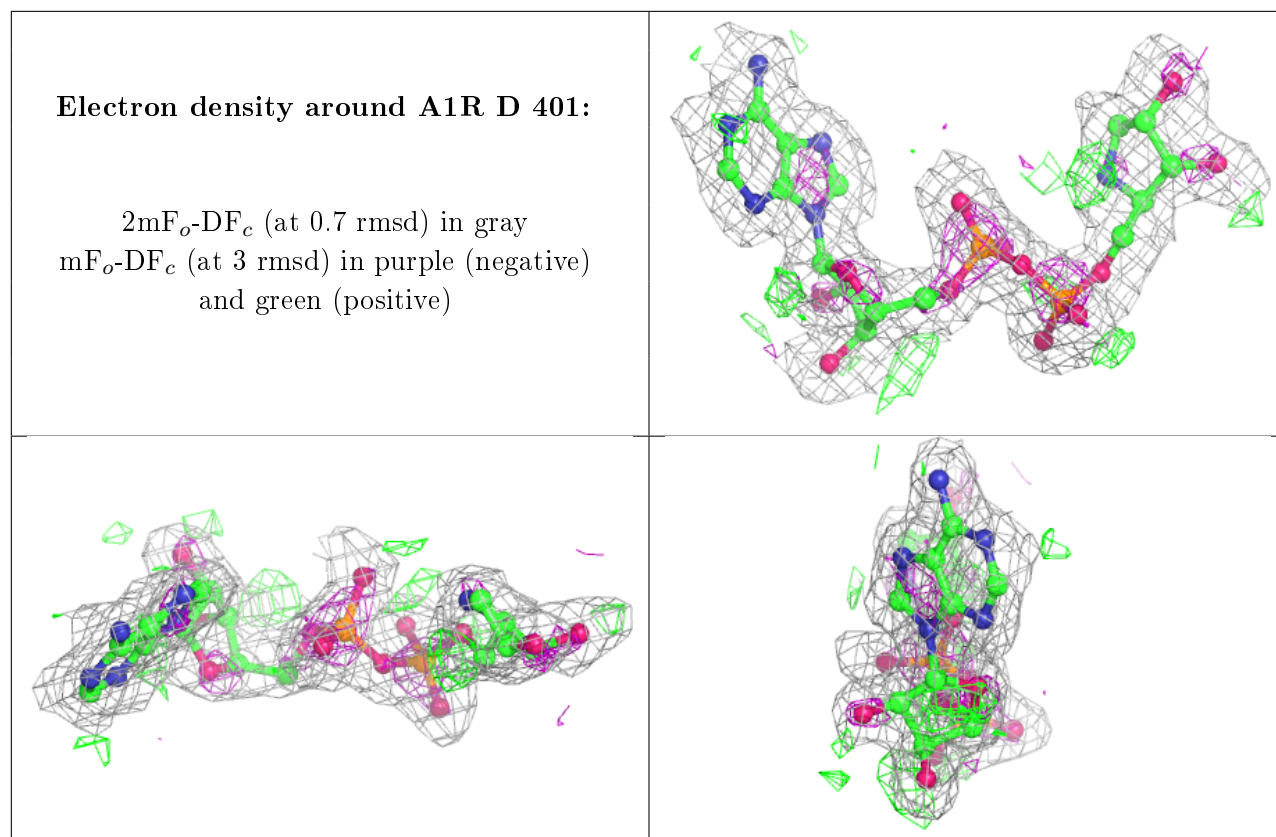 Electron density around A1R D 401:
2mFo-DFc (at 0.7 rmsd) in gray
mFo-DFc (at 3 rmsd) in purple (negative)
and green (positive)